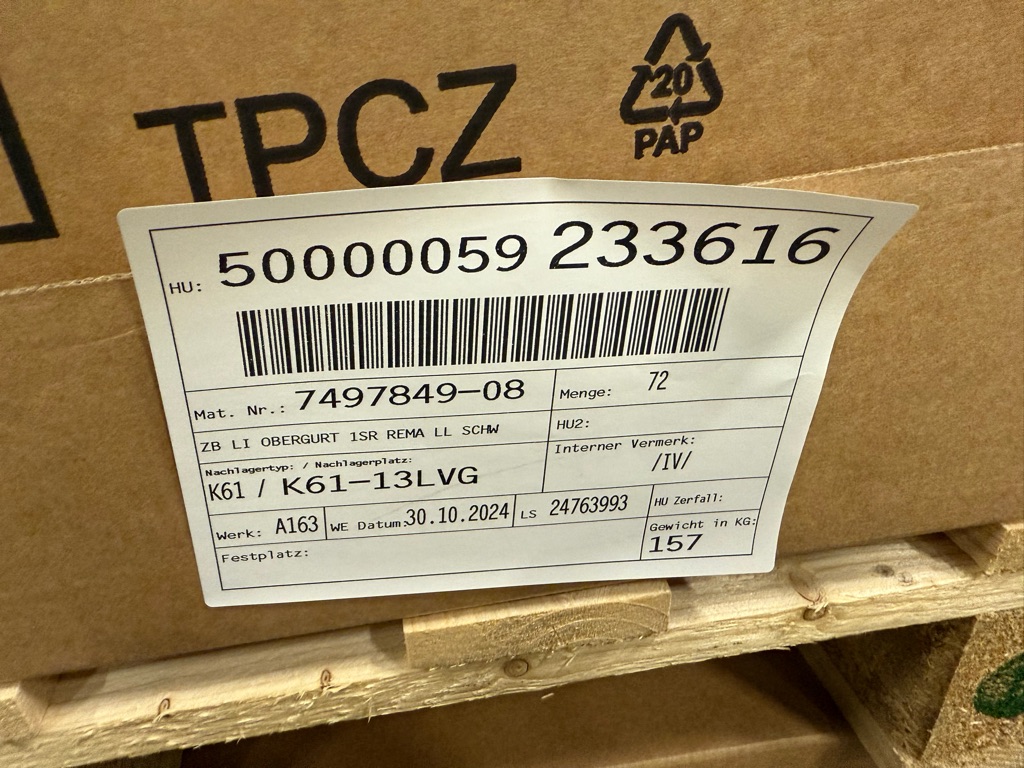 TPCZ
20
PAP
HU: 50000059 233616
Mat. Nr.: 7497849-08
Menge: 72
ZB LI OBERGURT 1SR REMA LL SCHW
HU2:
Nachlagertyp: / Nachlagerplatz:
K61 / K61-13LVG
Interner Vermerk:
/IV/
Werk: A163 WE Datum 30.10.2024 LS 24763993 HU Zerfall:
Festplatz:
Gewicht in KG:
157